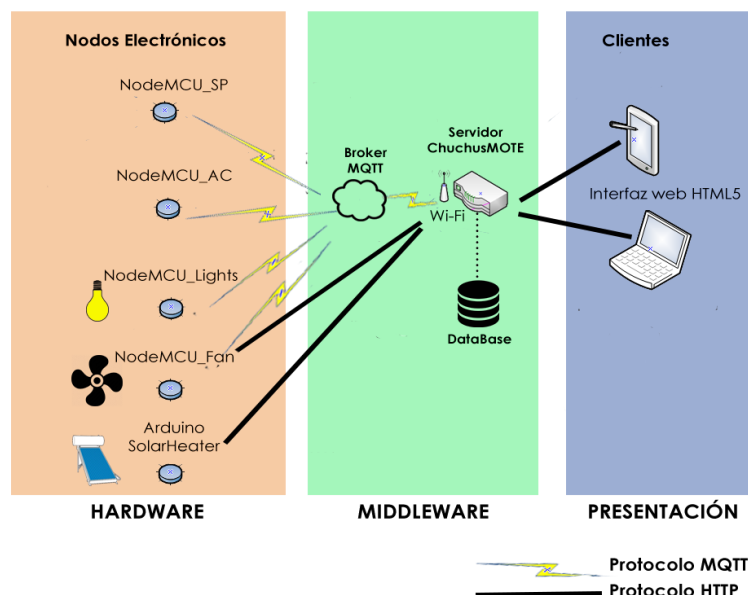 Nodos Electrónicos
NodeMCU_SP
NodeMCU_AC
NodeMCU_Lights
NodeMCU_Fan
Arduino
SolarHeater
HARDWARE
Broker
MQTT
Servidor
ChuchusMOTE
Wi-Fi
DataBase
MIDDLEWARE
Clientes
Interfaz web HTML5
PRESENTACIÓN
Protocolo MQTT
Protocolo HTTP